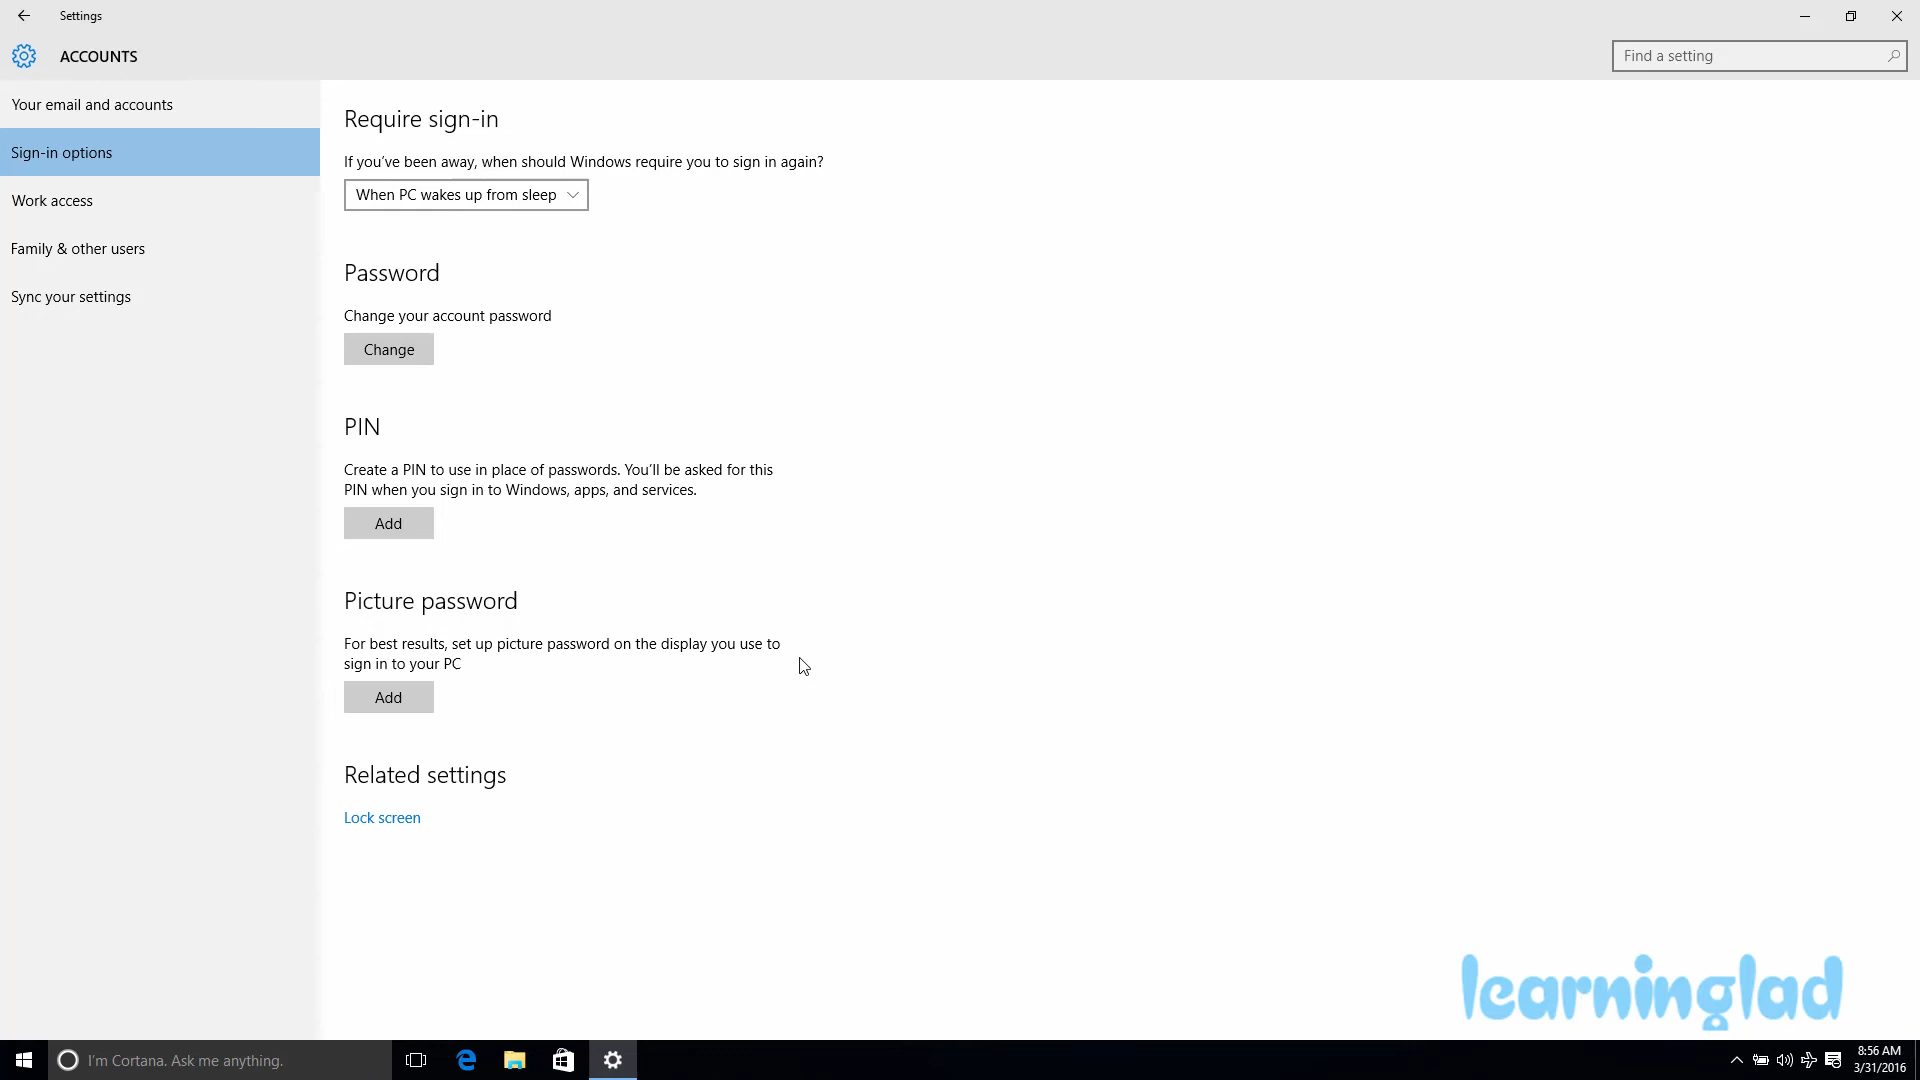 Settings
ACCOUNTS
Find a setting
Your email and accounts
Sign-in options
Work access
Family & other users
Sync your settings
Require sign-in
If you've been away, when should Windows require you to sign in again?
When PC wakes up from sleep
Password
Change your account password
Change
PIN
Create a PIN to use in place of passwords. You'll be asked for this
PIN when you sign in to Windows, apps, and services.
Add
Picture password
For best results, set up picture password on the display you use to
sign in to your PC
Add
Related settings
Lock screen
learninglad
I'm Cortana. Ask me anything.
8:56 AM
3/31/2016